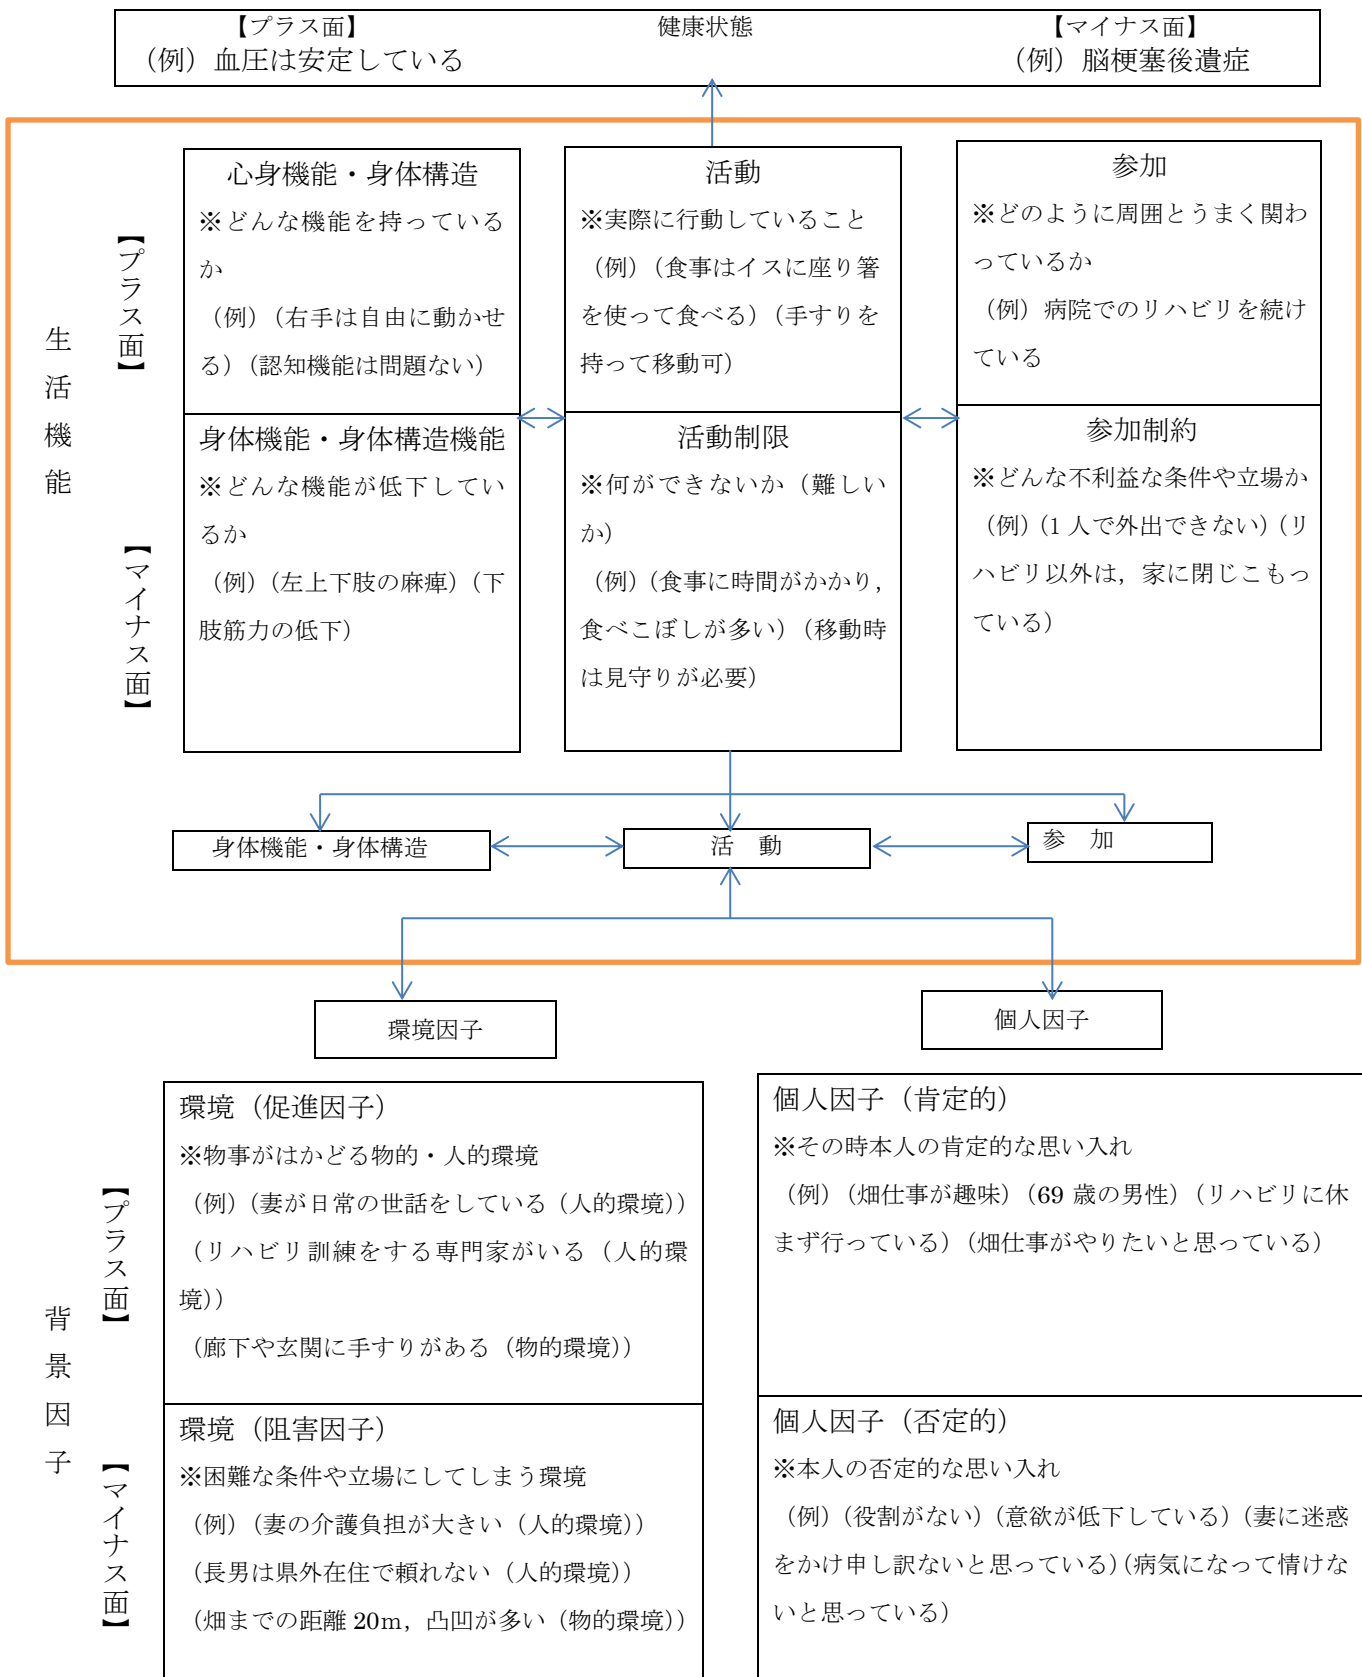 【プラス面】 健康状態 【マイナス面】
（例）血圧は安定している （例）脳梗塞後遺症
生活機能
【プラス面】
心身機能・身体構造
※どんな機能を持っている
か
（例）（右手は自由に動かせ
る）（認知機能は問題ない）
活動
※実際に行動していること
（例）（食事はイスに座り箸
を使って食べる）（手すりを
持って移動可）
参加
※どのように周囲とうまく関わ
っているか
（例）病院でのリハビリを続け
ている
【マイナス面】
身体機能・身体構造機能
※どんな機能が低下してい
るか
（例）（左上下肢の麻痺）（下
肢筋力の低下）
活動制限
※何ができないか（難しい
か）
（例）（食事に時間がかかり，
食べこぼしが多い）（移動時
は見守りが必要）
参加制約
※どんな不利益な条件や立場か
（例）（1 人で外出できない）（リ
ハビリ以外は，家に閉じこもっ
ている）
身体機能・身体構造
活　動
参　加
環境因子
個人因子
背景因子
【プラス面】
環境（促進因子）
※物事がはかどる物的・人的環境
（例）（妻が日常の世話をしている（人的環境））
（リハビリ訓練をする専門家がいる（人的環
境））
（廊下や玄関に手すりがある（物的環境））
個人因子（肯定的）
※その時本人の肯定的な思い入れ
（例）（畑仕事が趣味）（69 歳の男性）（リハビリに休
まず行っている）（畑仕事がやりたいと思っている）
【マイナス面】
環境（阻害因子）
※困難な条件や立場にしてしまう環境
（例）（妻の介護負担が大きい（人的環境））
（長男は県外在住で頼れない（人的環境））
（畑までの距離 20m，凸凹が多い（物的環境））
個人因子（否定的）
※本人の否定的な思い入れ
（例）（役割がない）（意欲が低下している）（妻に迷惑
をかけ申し訳ないと思っている）（病気になって情けな
いと思っている）